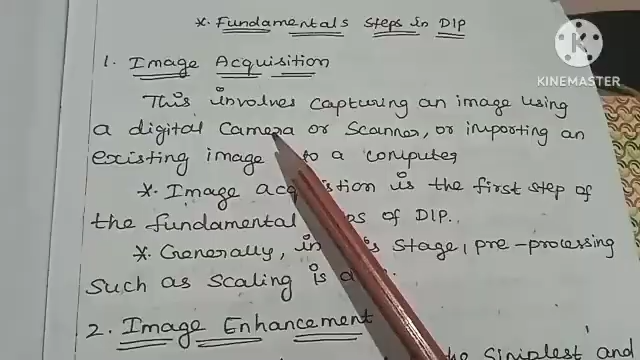 * Fundamentals Steps in DIP
KINEMASTER
1. Image Acquisition
This involves capturing an image using
a digital camera or Scanner, or importing an
existing image to a computer,
* Image is the first step of
the fundamental of DIP.
* Generally, in stage, pre-processing
such as scaling is
2. Image Enhancement
the simplest and